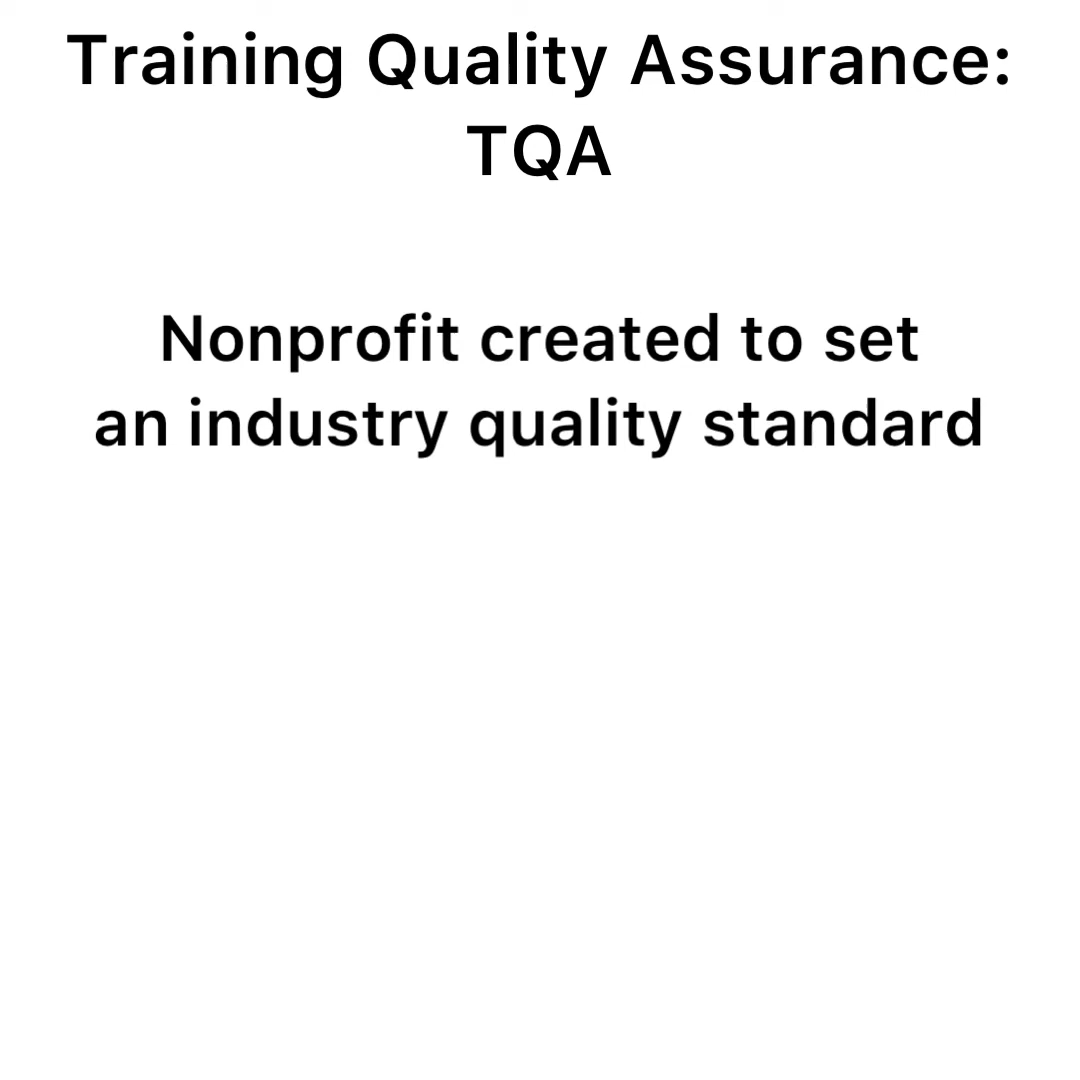 Training Quality Assurance:
TQA
Nonprofit created to set
an industry quality standard